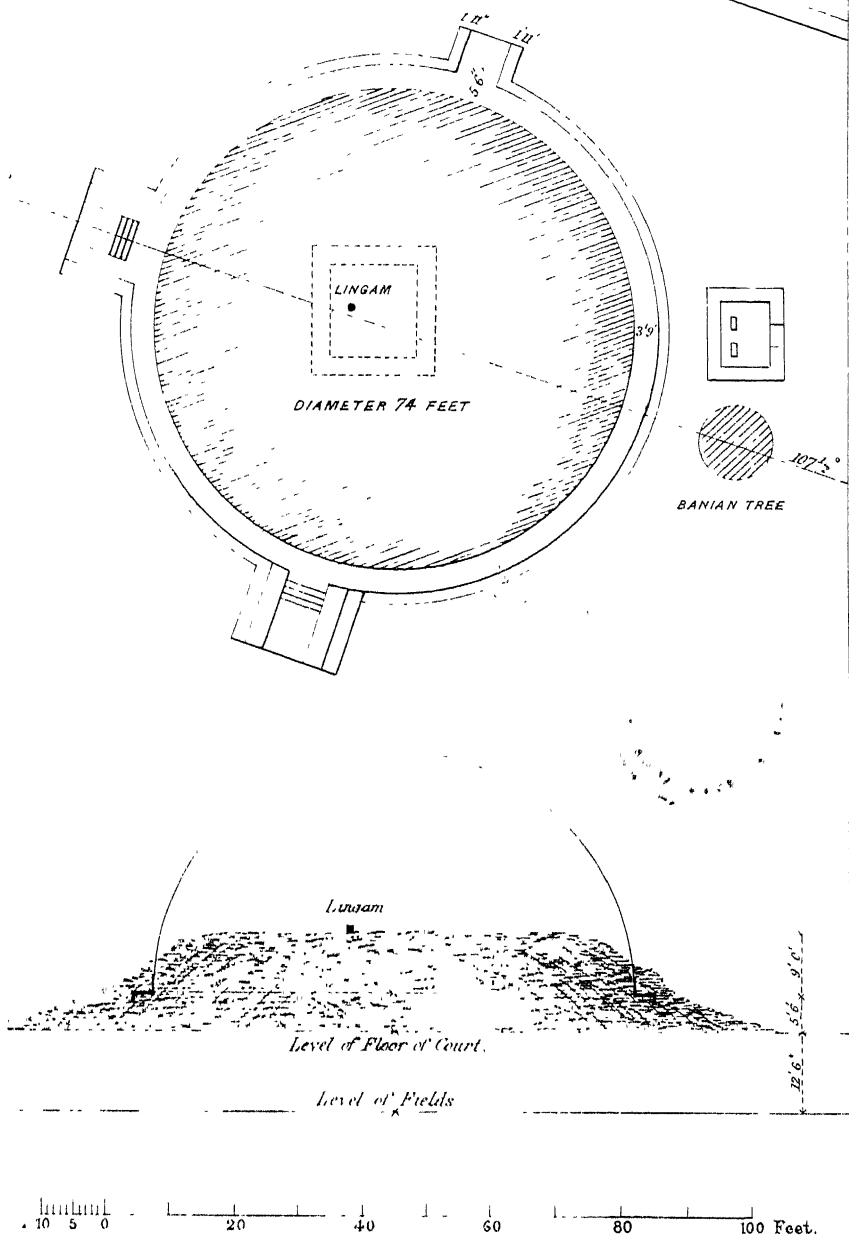 1'11"
1'11"
5'6"
LINGAM
3'9"
DIAMETER 74 FEET
107½°
BANIAN TREE
Lingam
9'0"
5'6"
Level of Floor of Court.
12'6"
Level of Fields
10 5 0 20 40 60 80 100 Feet.